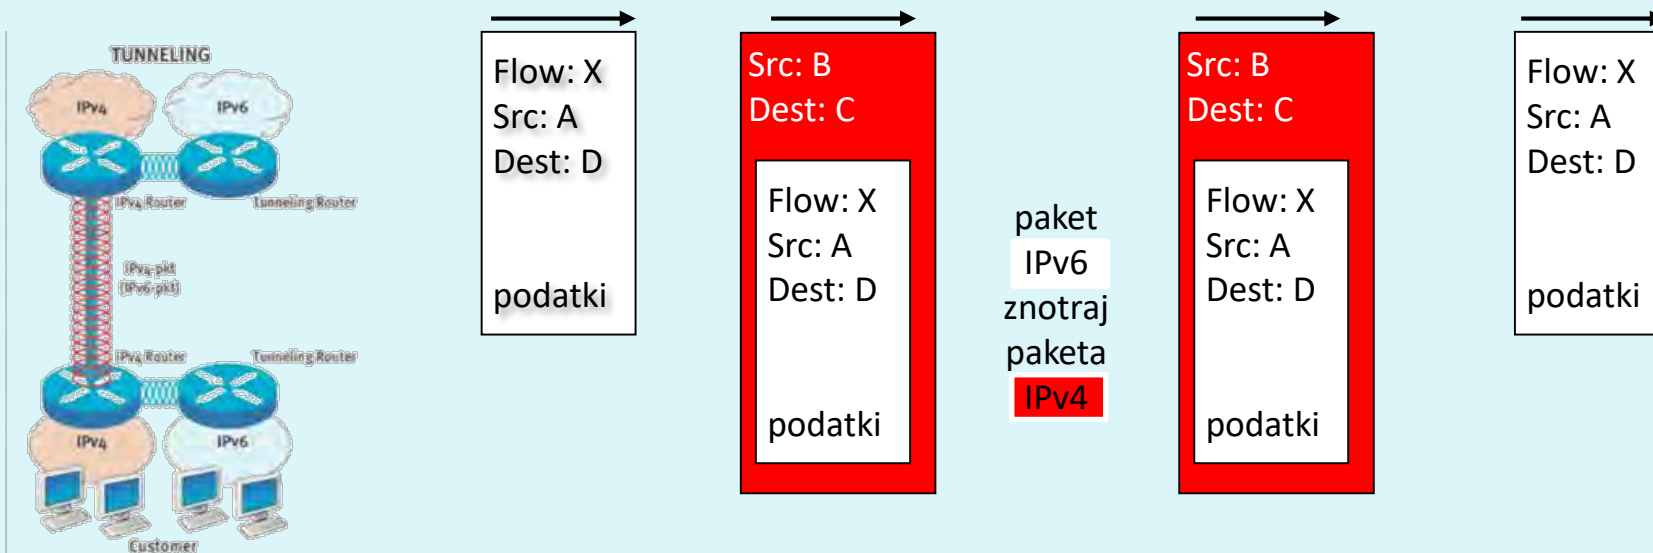 TUNNELING
IPv4
IPv6
IPv4 Router
Tunneling Router
IPv4-pkt
(IPv6-pkt)
IPv4 Router
Tunneling Router
IPv4
IPv6
Customer
Flow: X
Src: A
Dest: D
podatki
Src: B
Dest: C
Flow: X
Src: A
Dest: D
podatki
paket
IPv6
znotraj
paketa
IPv4
Src: B
Dest: C
Flow: X
Src: A
Dest: D
podatki
Flow: X
Src: A
Dest: D
podatki